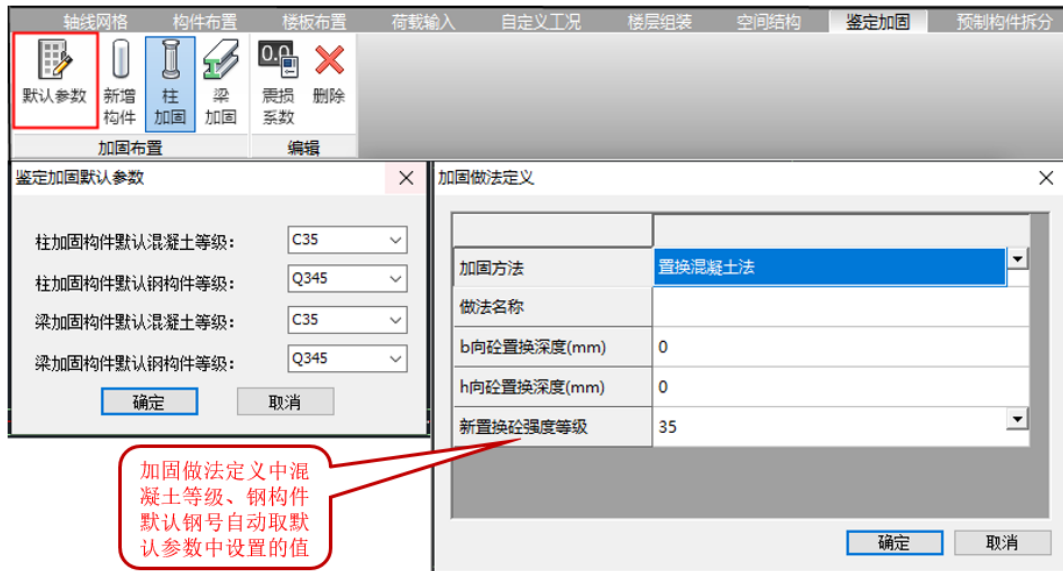 轴线网格 构件布置 楼板布置 荷载输入 自定义工况 楼层组装 空间结构 鉴定加固 预制构件拆分
0.0
默认参数 新增构件 柱加固 梁加固 震损系数 删除
加固布置 编辑
鉴定加固默认参数
柱加固构件默认混凝土等级： C35
柱加固构件默认钢构件等级： Q345
梁加固构件默认混凝土等级： C35
梁加固构件默认钢构件等级： Q345
确定 取消
加固做法定义
加固方法 置换混凝土法
做法名称
b向砼置换深度(mm) 0
h向砼置换深度(mm) 0
新置换砼强度等级 35
确定 取消
加固做法定义中混
凝土等级、钢构件
默认钢号自动取默
认参数中设置的值